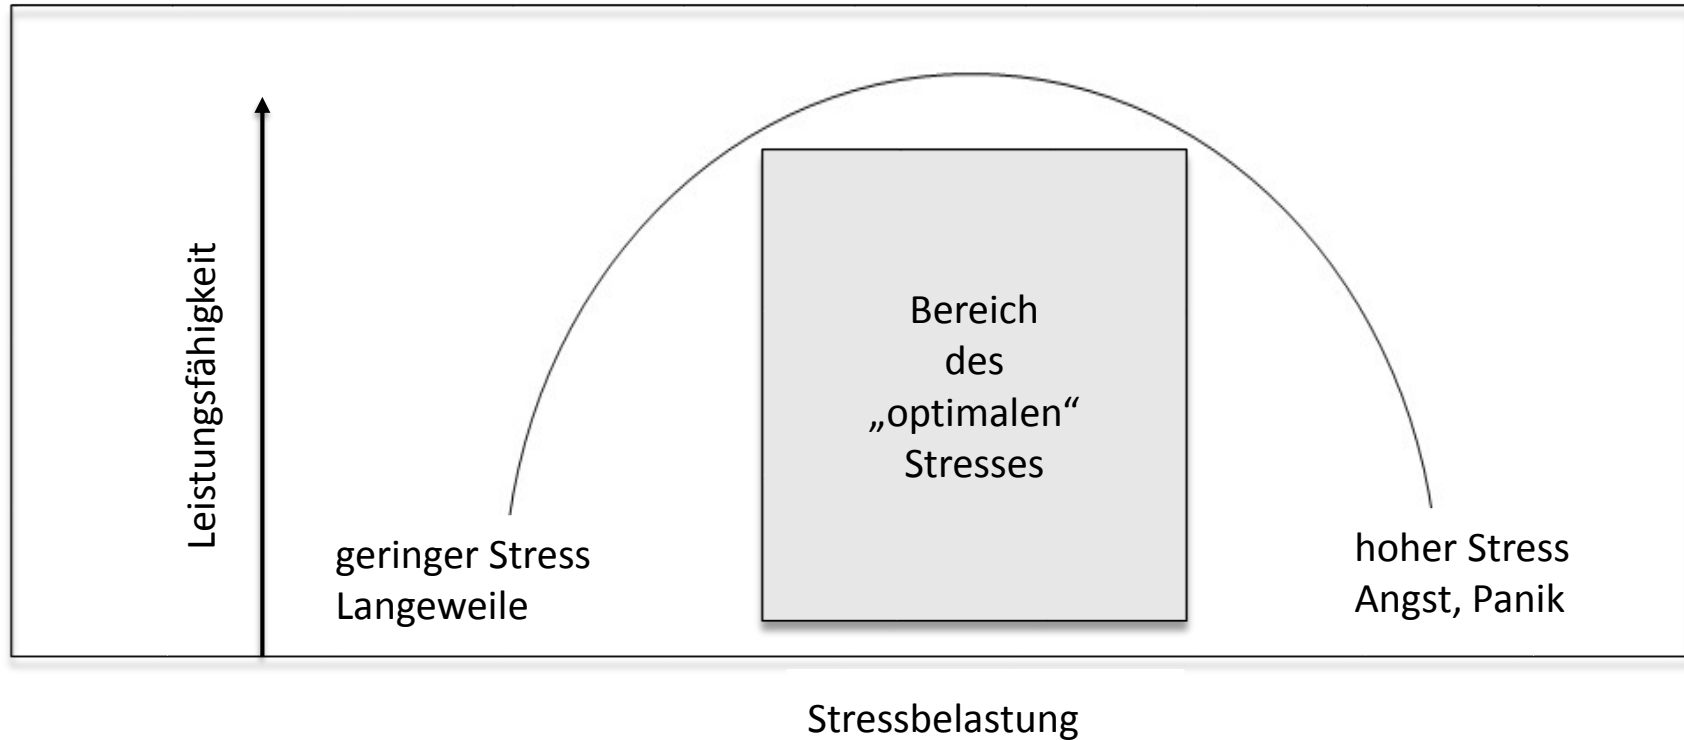 Leistungsfähigkeit
Bereich
des
„optimalen“
Stresses
geringer Stress
Langeweile
hoher Stress
Angst, Panik
Stressbelastung